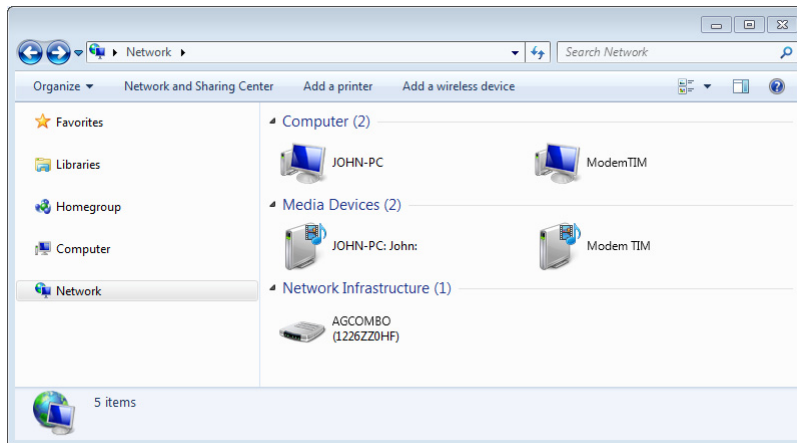 Network
Search Network
Organize
Network and Sharing Center
Add a printer
Add a wireless device
Favorites
Libraries
Homegroup
Computer
Network
Computer (2)
JOHN-PC
ModemTIM
Media Devices (2)
JOHN-PC: John:
Modem TIM
Network Infrastructure (1)
AGCOMBO
(1226ZZ0HF)
5 items